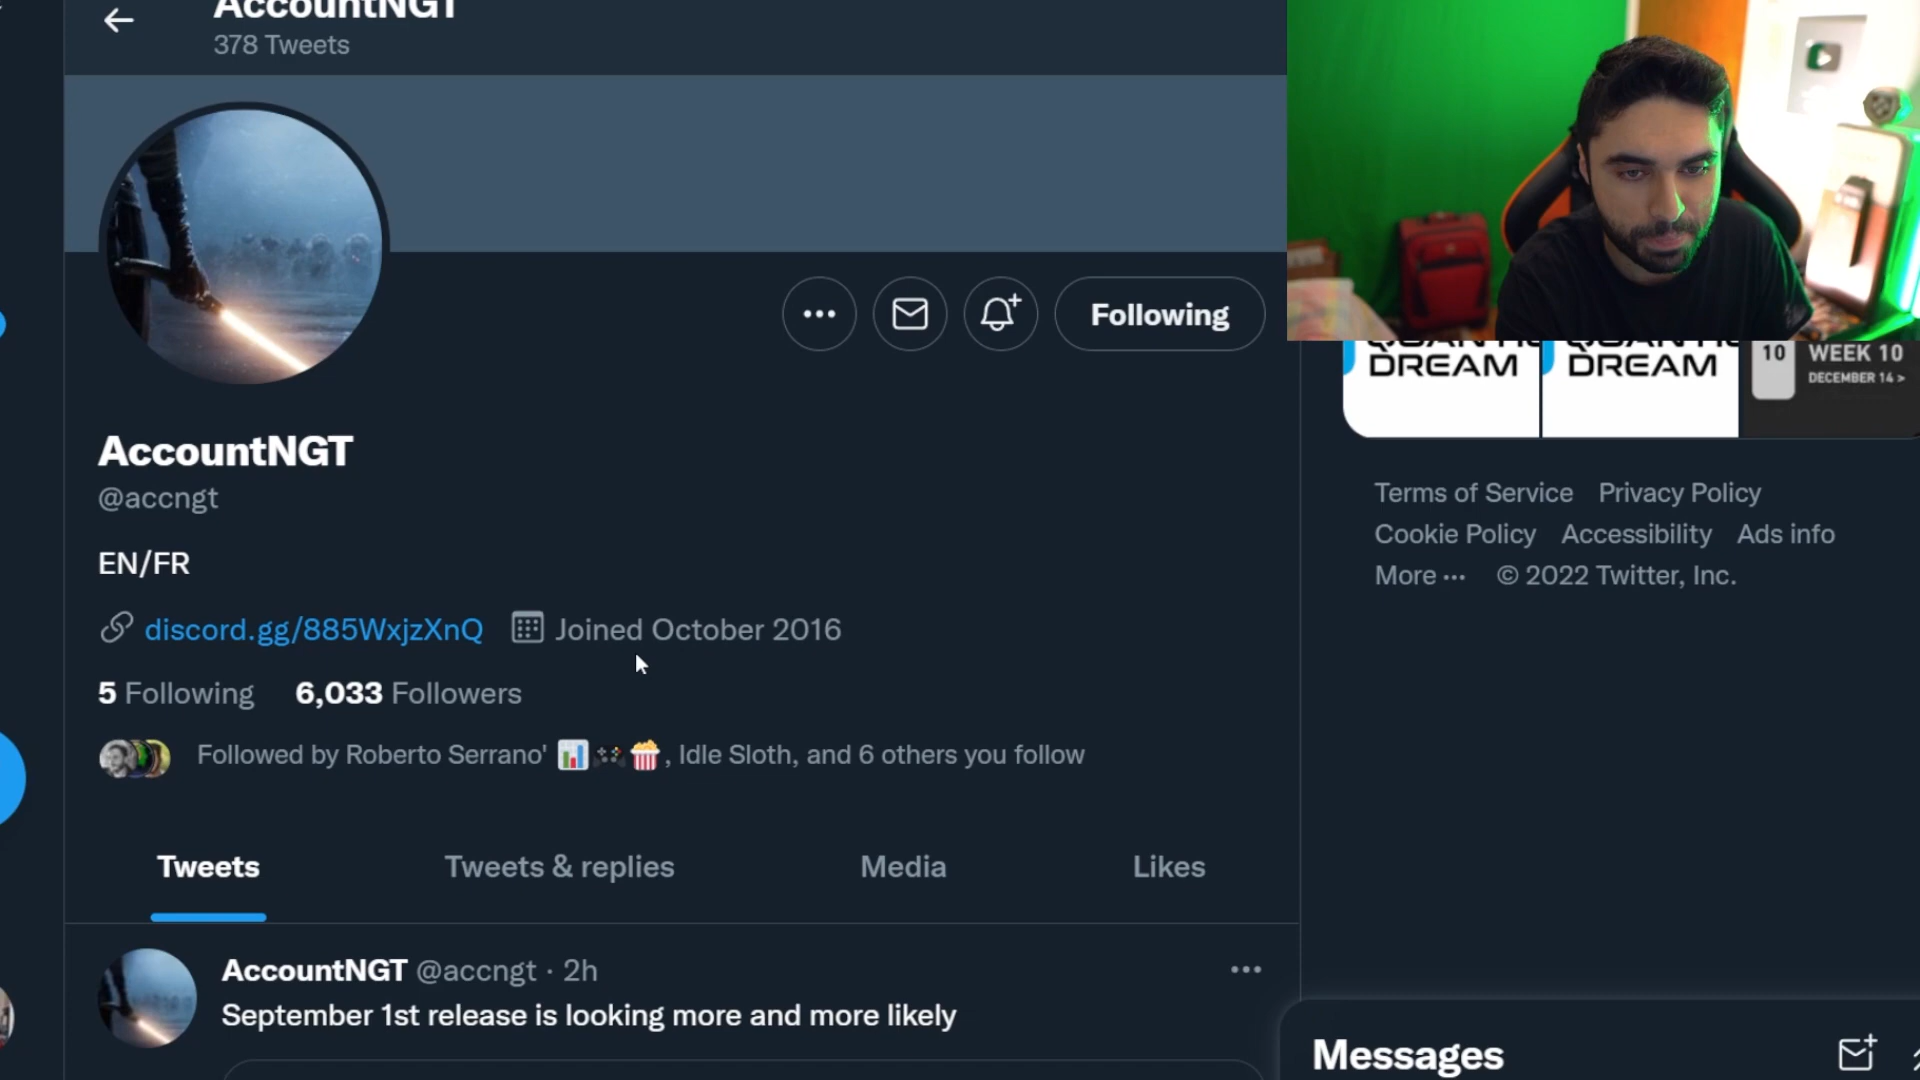 AccountNGT
378 Tweets
Following
AccountNGT
@accngt
EN/FR
discord.gg/885WxjzXnQ Joined October 2016
5 Following 6,033 Followers
Followed by Roberto Serrano' , Idle Sloth, and 6 others you follow
Tweets Tweets & replies Media Likes
AccountNGT @accngt · 2h
September 1st release is looking more and more likely
QUANTIC QUANTIC
DREAM DREAM
10 WEEK 10
DECEMBER 14 >
Terms of Service Privacy Policy
Cookie Policy Accessibility Ads info
More ··· © 2022 Twitter, Inc.
Messages